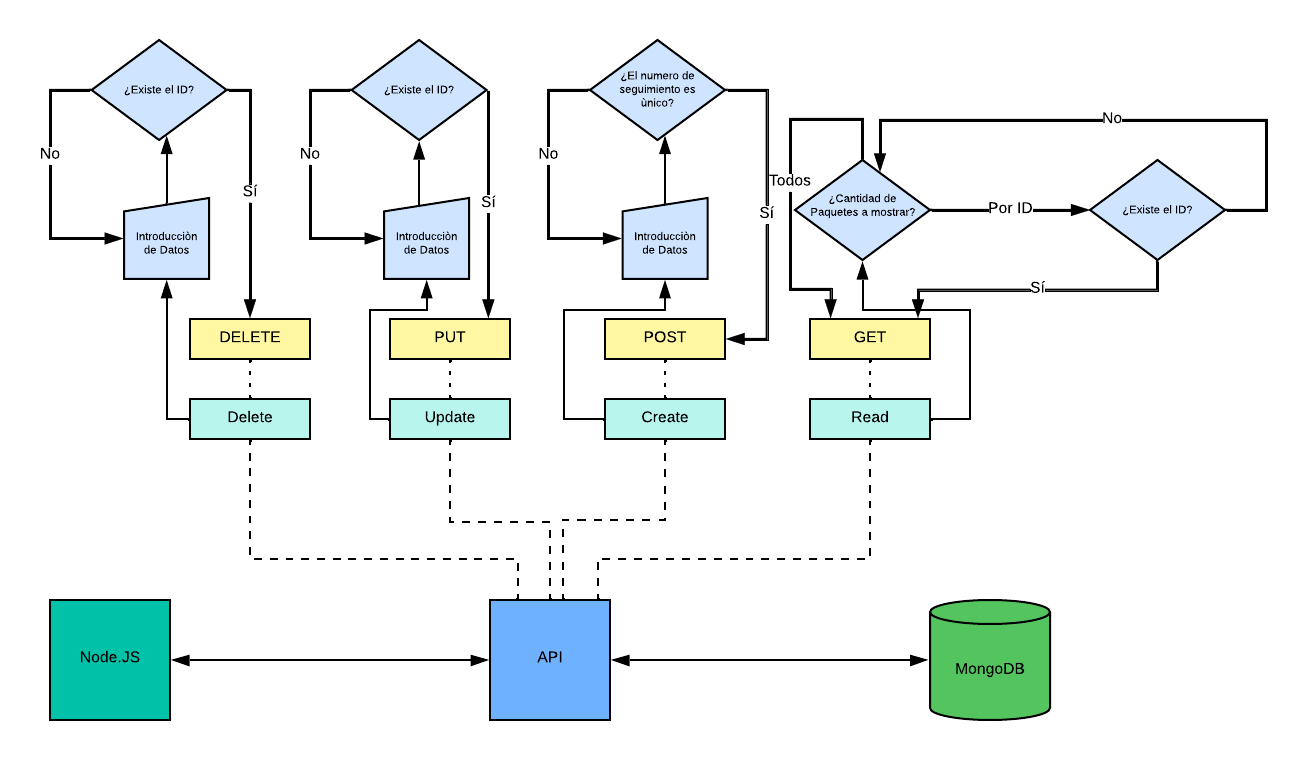 ¿Existe el ID?
¿Existe el ID?
¿El numero de
seguimiento es
ùnico?
No
No
No
No
Todos
Sí
Sí
Sí
¿Cantidad de
Paquetes a mostrar?
Por ID
¿Existe el ID?
Introducciòn
de Datos
Introducciòn
de Datos
Introducciòn
de Datos
Sí
DELETE
PUT
POST
GET
Delete
Update
Create
Read
Node.JS
API
MongoDB